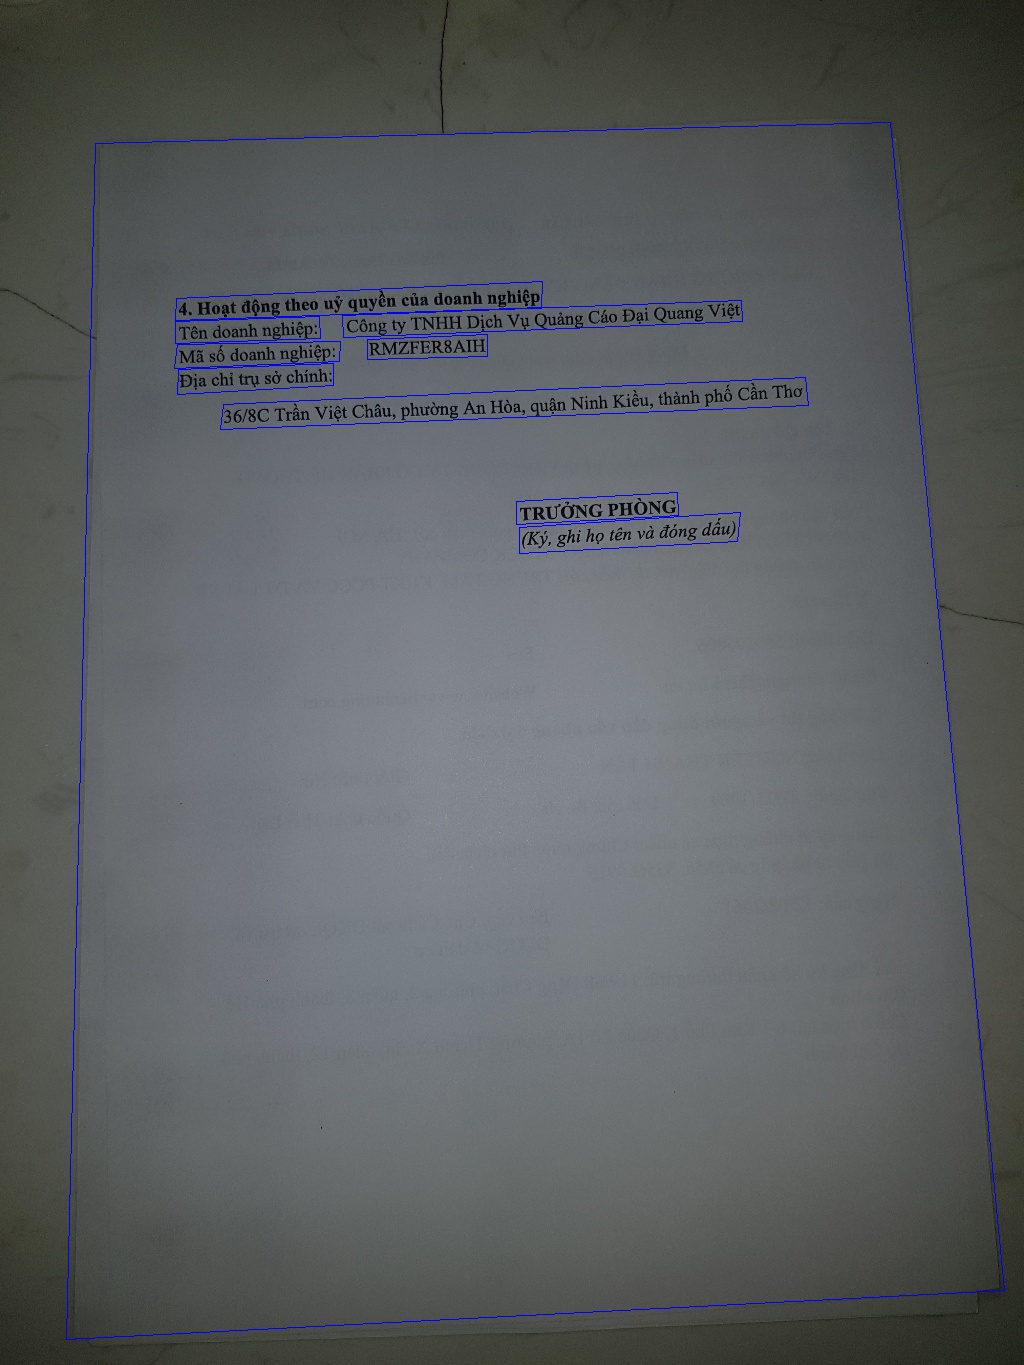 4. Hoạt động theo uỷ quyền của doanh nghiệp
Tên doanh nghiệp: Công ty TNHH Dịch Vụ Quảng Cáo Đại Quang Việt
Mã số doanh nghiệp: RMZFER8AIH
Địa chỉ trụ sở chính:
36/8C Trần Việt Châu, phường An Hòa, quận Ninh Kiều, thành phố Cần Thơ
TRƯỞNG PHÒNG
(Ký, ghi họ tên và đóng dấu)